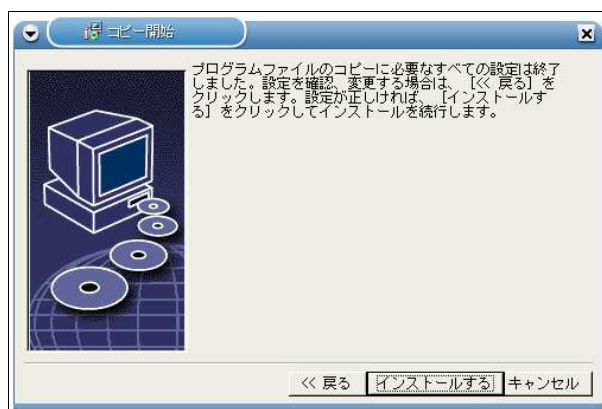 コピー開始
プログラムファイルのコピーに必要なすべての設定は終了
しました。設定を確認、変更する場合は、［<< 戻る］を
クリックします。設定が正しければ、［インストールす
る］をクリックしてインストールを続行します。
<< 戻る インストールする キャンセル